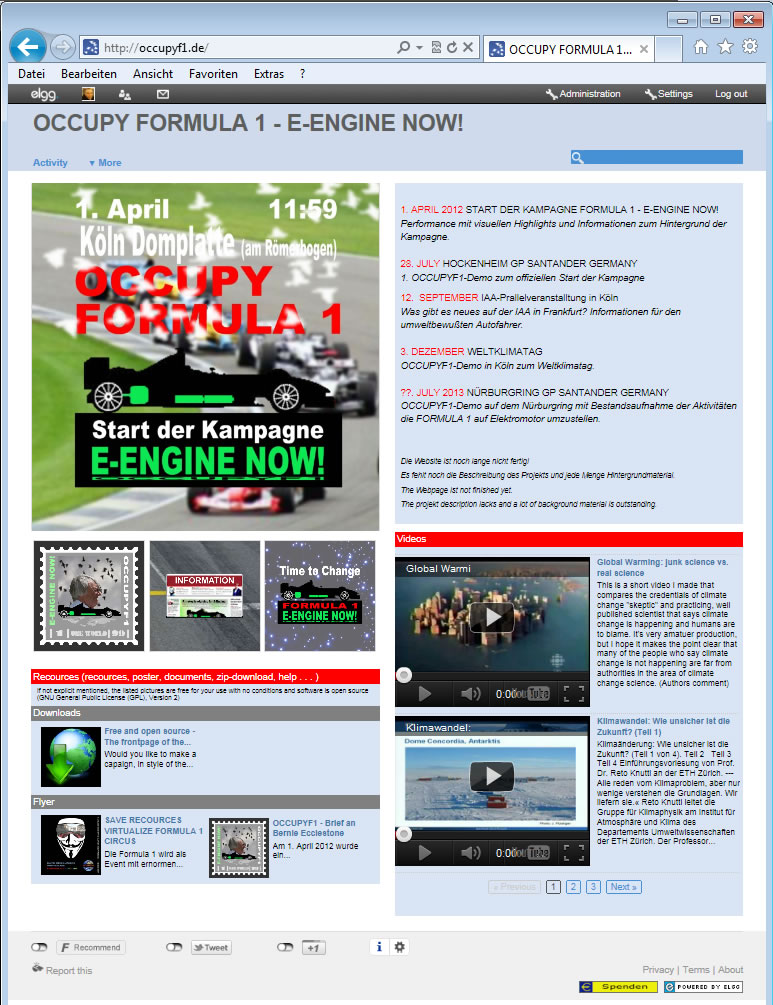 http://occupyf1.de/
OCCUPY FORMULA 1...
Datei Bearbeiten Ansicht Favoriten Extras ?
elgg
Administration Settings Log out
OCCUPY FORMULA 1 - E-ENGINE NOW!
Activity ▼ More
1. April 11:59
Köln Domplatte (am Römerbogen)
OCCUPY
FORMULA 1
Start der Kampagne
E-ENGINE NOW!
1. APRIL 2012 START DER KAMPAGNE FORMULA 1 - E-ENGINE NOW!
Performance mit visuellen Highlights und Informationen zum Hintergrund der
Kampagne.
28. JULY HOCKENHEIM GP SANTANDER GERMANY
1. OCCUPYF1-Demo zum offiziellen Start der Kampagne
12. SEPTEMBER IAA-Prallelveranstalltung in Köln
Was gibt es neues auf der IAA in Frankfurt? Informationen für den
umweltbewußten Autofahrer.
3. DEZEMBER WELTKLIMATAG
OCCUPYF1-Demo in Köln zum Weltklimatag.
??. JULY 2013 NÜRBURGRING GP SANTANDER GERMANY
OCCUPYF1-Demo auf dem Nürburgring mit Bestandsaufnahme der Aktivitäten
die FORMULA 1 auf Elektromotor umzustellen.
Die Website ist noch lange nicht fertig!
Es fehlt noch die Beschreibung des Projekts und jede Menge Hintergrundmaterial.
The Webpage ist not finished yet.
The projekt description lacks and a lot of background material is outstanding.
E-ENGINE NOW!
OCCUPYF1
INFORMATION
Time to Change
FORMULA 1
E-ENGINE NOW!
Recources (recources, poster, documents, zip-download, help . . . )
If not explicit mentioned, the listed pictures are free for your use with no conditions and software is open source
(GNU General Public License (GPL), Version 2)
Downloads
Free and open source -
The frontpage of the...
Would you like to make a
capaign, in style of the...
Flyer
SAVE RECOURCES
VIRTUALIZE FORMULA 1
CIRCUS
Die Formula 1 wird als
Event mit ernormen...
OCCUPYF1 - Brief an
Bernie Ecclestone
Am 1. April 2012 wurde
ein...
Videos
Global Warmi
0:00
YouTube
Global Warming: junk science vs.
real science
This is a short video I made that
compares the credentials of climate
change "skeptic" and practicing, well
published scientist that says climate
change is happening and humans are
to blame. It's very amatuer production,
but I hope it makes the point clear that
many of the people who say climate
change is not happening are far from
authorities in the area of climate
change science. (Authors comment)
Klimawandel:
Dome Concordia, Antarktis
0:00
YouTube
Klimawandel: Wie unsicher ist die
Zukunft? (Teil 1)
Klimaänderung: Wie unsicher ist die
Zukunft? (Teil 1 von 4). Teil 2 Teil 3
Teil 4 Einführungsvorlesung von Prof.
Dr. Reto Knutti an der ETH Zürich. ---
Alle reden vom Klimaproblem, aber nur
wenige verstehen die Grundlagen. Wir
liefern sie.« Reto Knutti leitet die
Gruppe für Klimaphysik am Institut für
Atmosphäre und Klima des
Departements Umweltwissenschaften
der ETH Zürich. Der Professor...
« Previous 1 2 3 Next »
Recommend Tweet +1 i
Report this
Privacy | Terms | About
Spenden POWERED BY ELGG